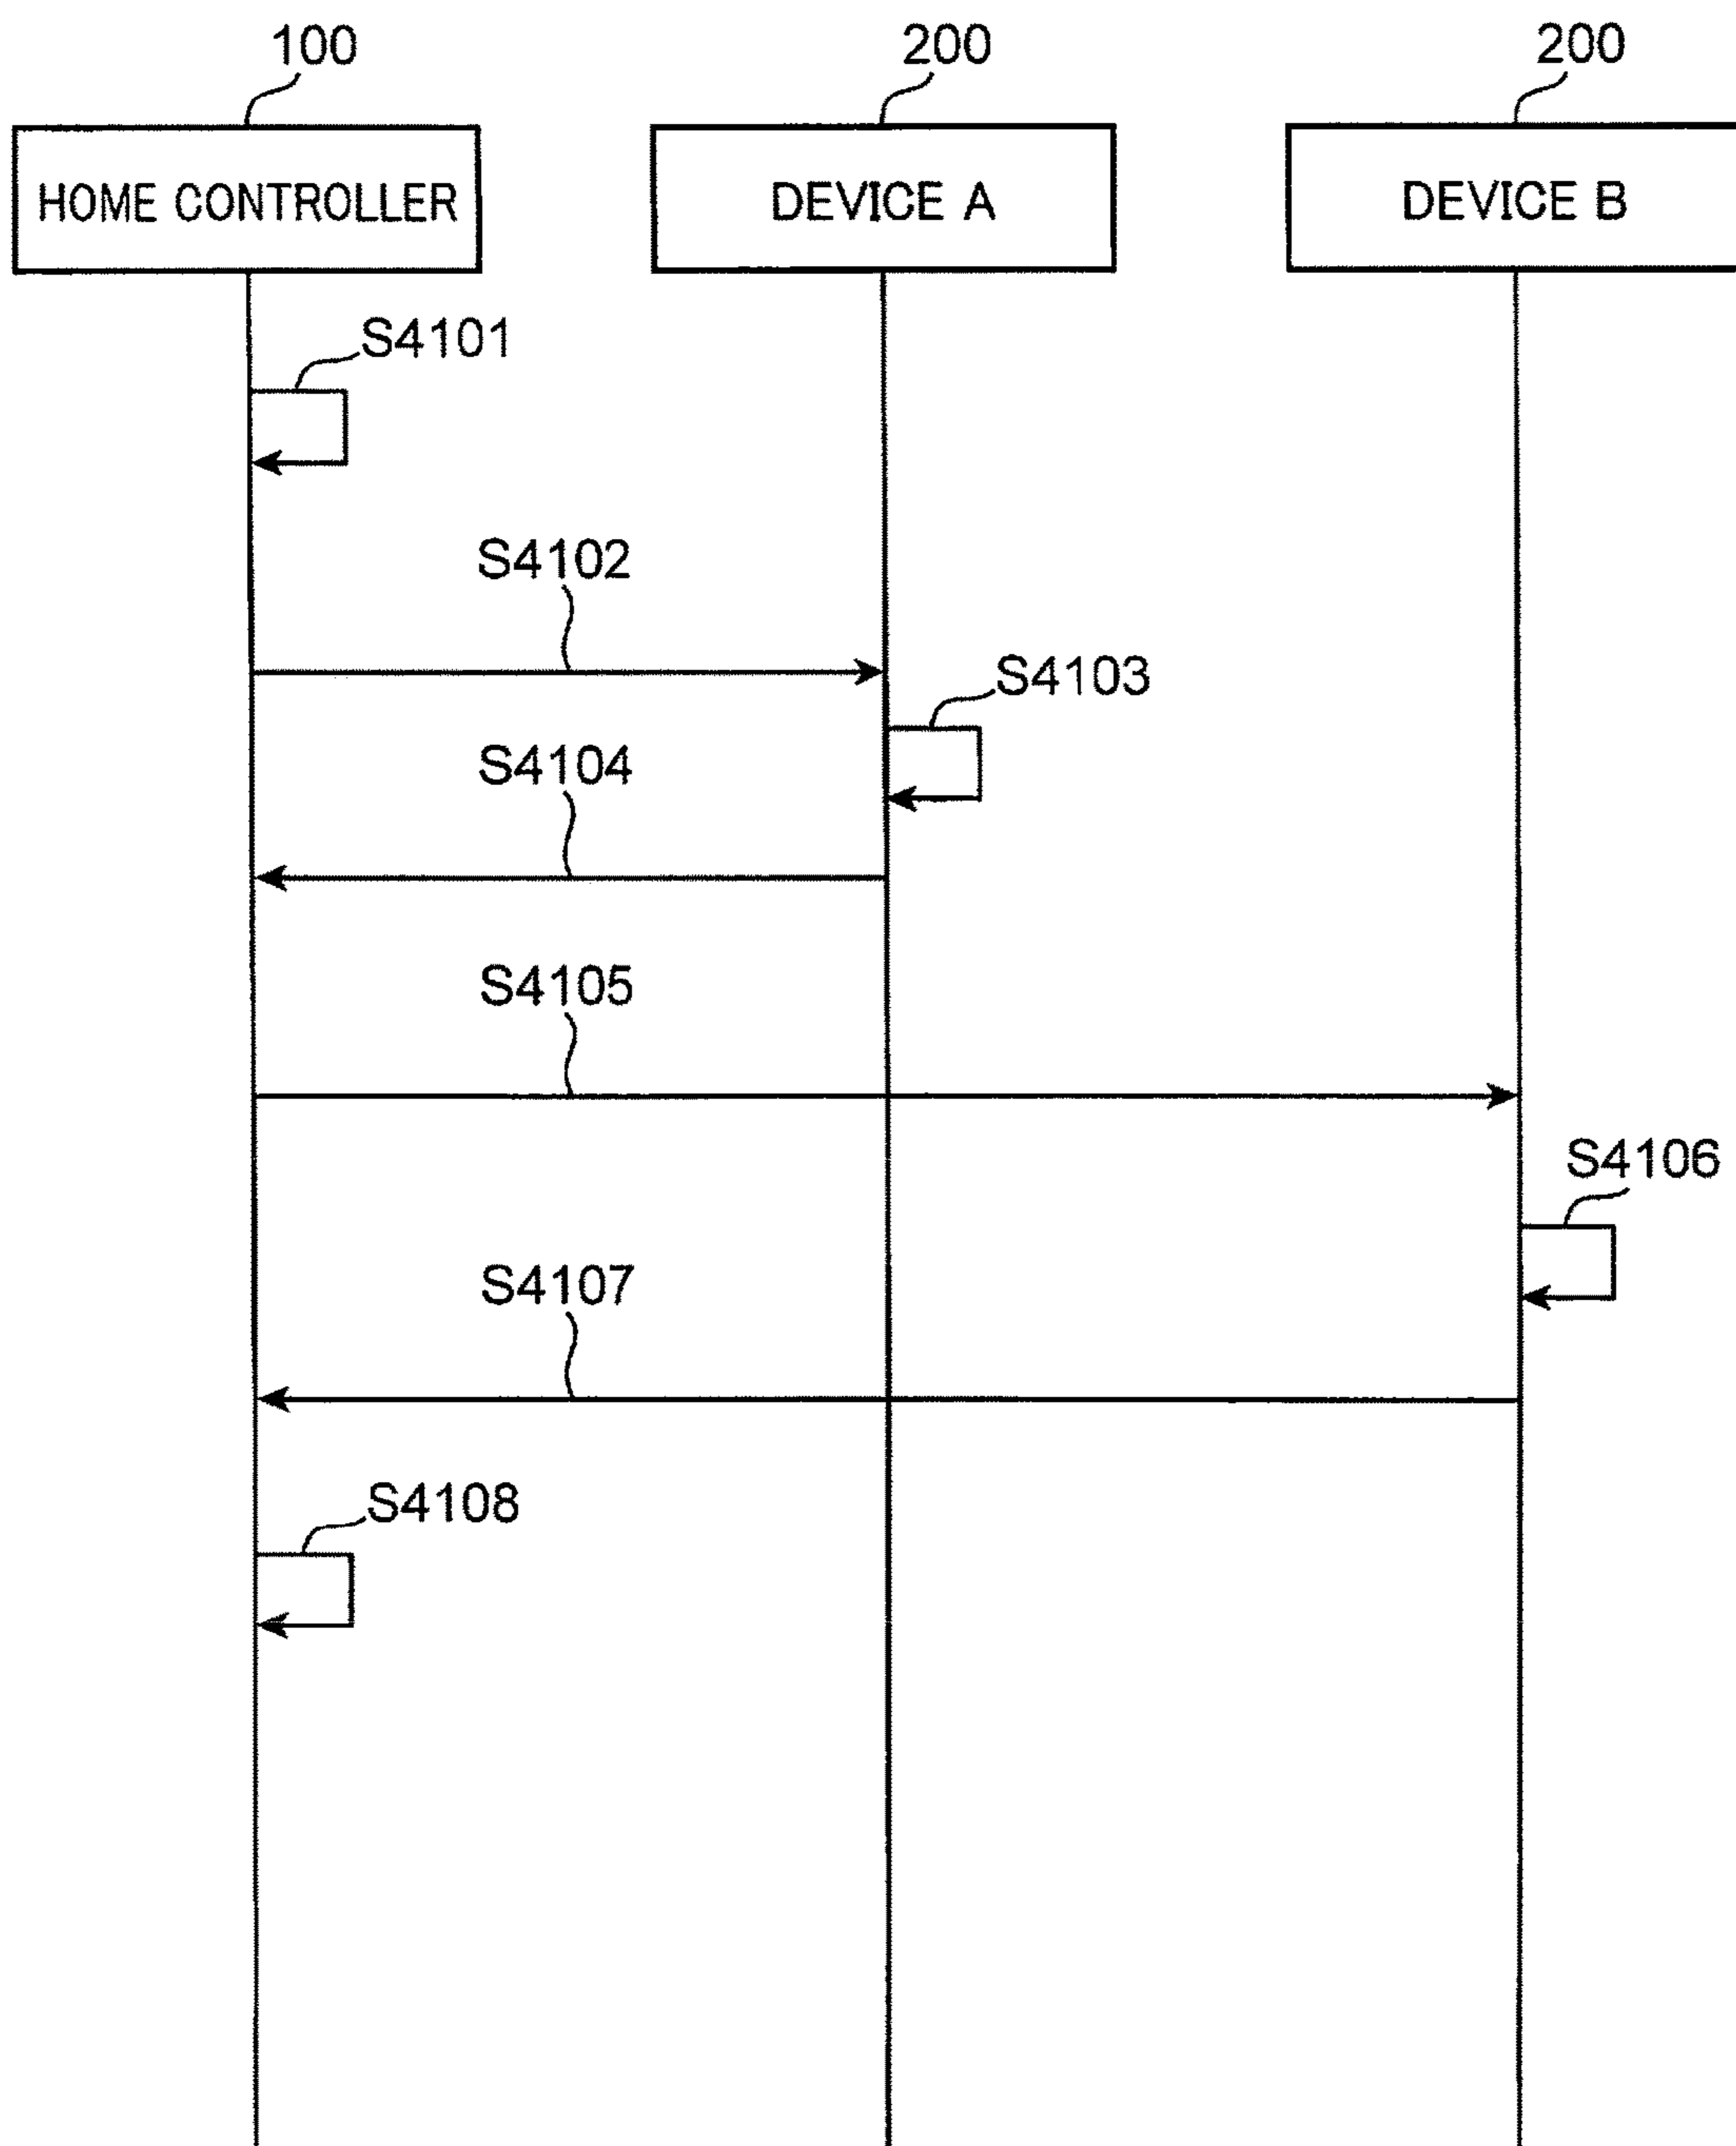 100
200
200
HOME CONTROLLER
DEVICE A
DEVICE B
S4101
S4102
S4103
S4104
S4105
S4106
S4107
S4108